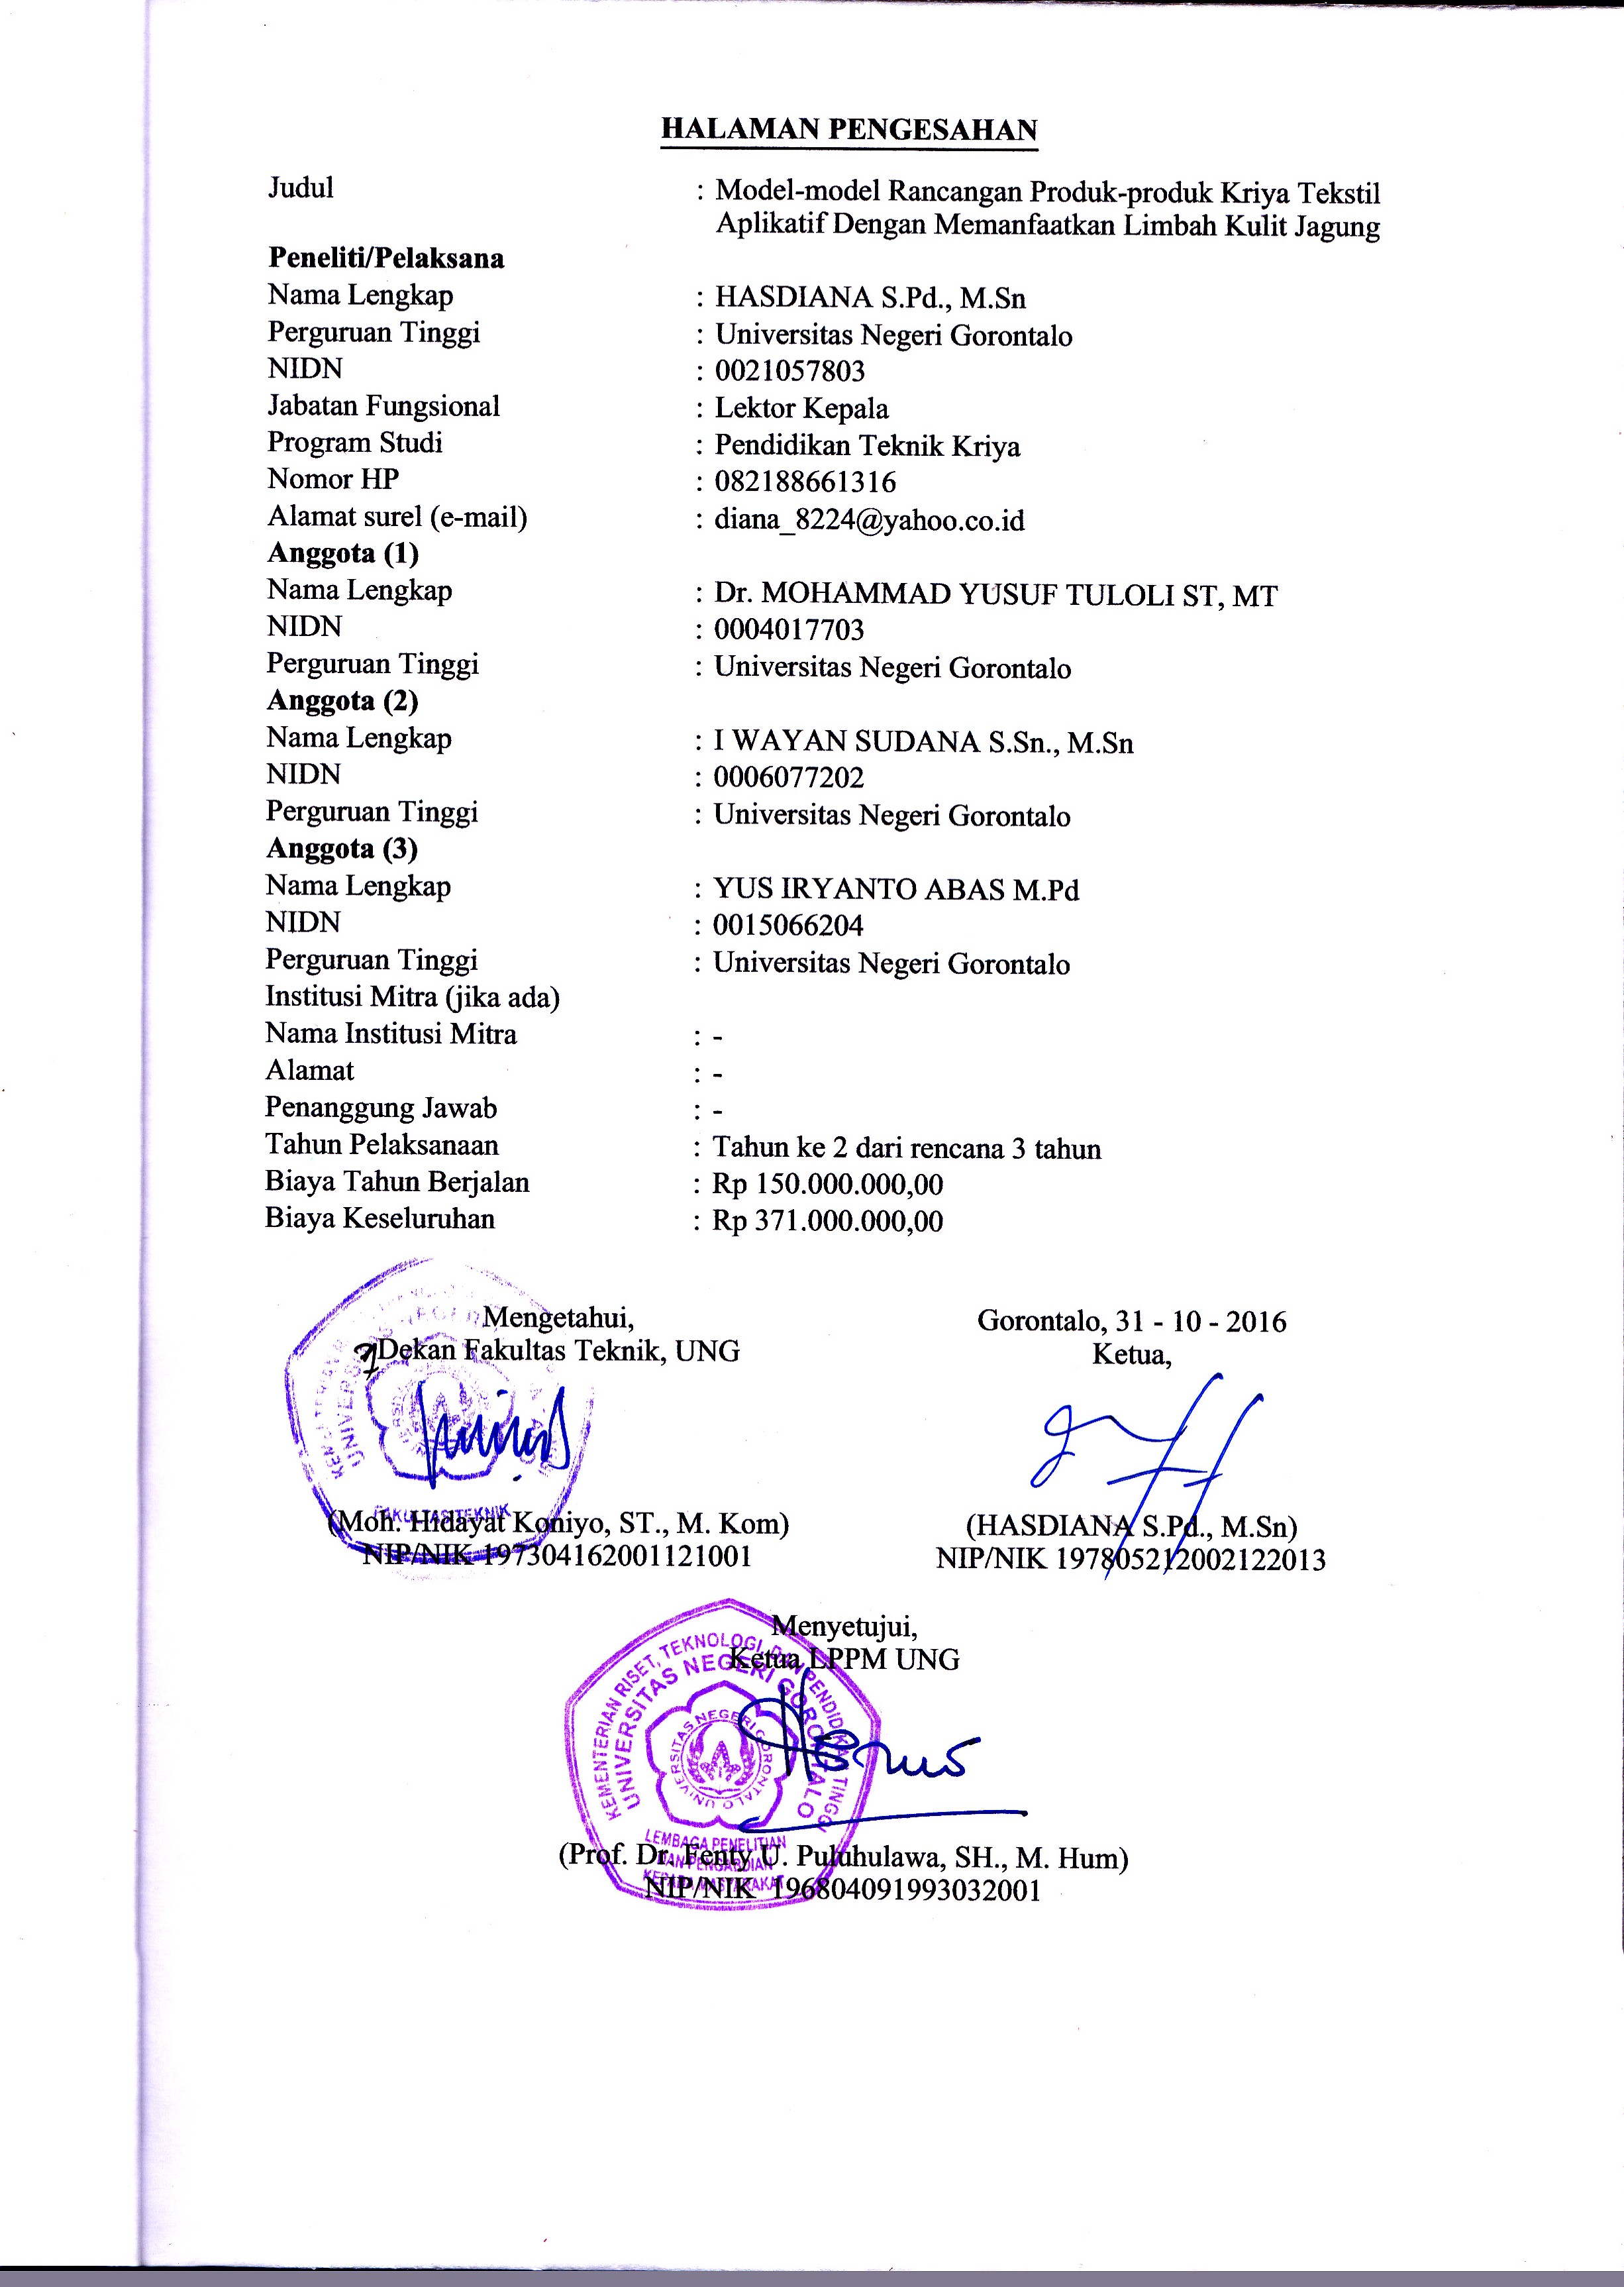 HALAMAN PENGESAHAN
Judul : Model-model Rancangan Produk-produk Kriya Tekstil
Aplikatif Dengan Memanfaatkan Limbah Kulit Jagung
Peneliti/Pelaksana
Nama Lengkap : HASDIANA S.Pd., M.Sn
Perguruan Tinggi : Universitas Negeri Gorontalo
NIDN : 0021057803
Jabatan Fungsional : Lektor Kepala
Program Studi : Pendidikan Teknik Kriya
Nomor HP : 082188661316
Alamat surel (e-mail) : diana_8224@yahoo.co.id
Anggota (1)
Nama Lengkap : Dr. MOHAMMAD YUSUF TULOLI ST, MT
NIDN : 0004017703
Perguruan Tinggi : Universitas Negeri Gorontalo
Anggota (2)
Nama Lengkap : I WAYAN SUDANA S.Sn., M.Sn
NIDN : 0006077202
Perguruan Tinggi : Universitas Negeri Gorontalo
Anggota (3)
Nama Lengkap : YUS IRYANTO ABAS M.Pd
NIDN : 0015066204
Perguruan Tinggi : Universitas Negeri Gorontalo
Institusi Mitra (jika ada)
Nama Institusi Mitra : -
Alamat : -
Penanggung Jawab : -
Tahun Pelaksanaan : Tahun ke 2 dari rencana 3 tahun
Biaya Tahun Berjalan : Rp 150.000.000,00
Biaya Keseluruhan : Rp 371.000.000,00
Mengetahui,
Dekan Fakultas Teknik, UNG
FAKULTAS TEKNIK
(Moh. Hidayat Koniyo, ST., M. Kom)
NIP/NIK 197304162001121001
Gorontalo, 31 - 10 - 2016
Ketua,
(HASDIANA S.Pd., M.Sn)
NIP/NIK 197805212002122013
Menyetujui,
Ketua LPPM UNG
KEMENTERIAN RISET, TEKNOLOGI, DAN PENDIDIKAN TINGGI
UNIVERSITAS NEGERI GORONTALO
UNIVERSITAS NEGERI GORONTALO
LEMBAGA PENELITIAN
DAN PENGABDIAN
KEPADA MASYARAKAT
(Prof. Dr. Fenty U. Puluhulawa, SH., M. Hum)
NIP/NIK 196804091993032001